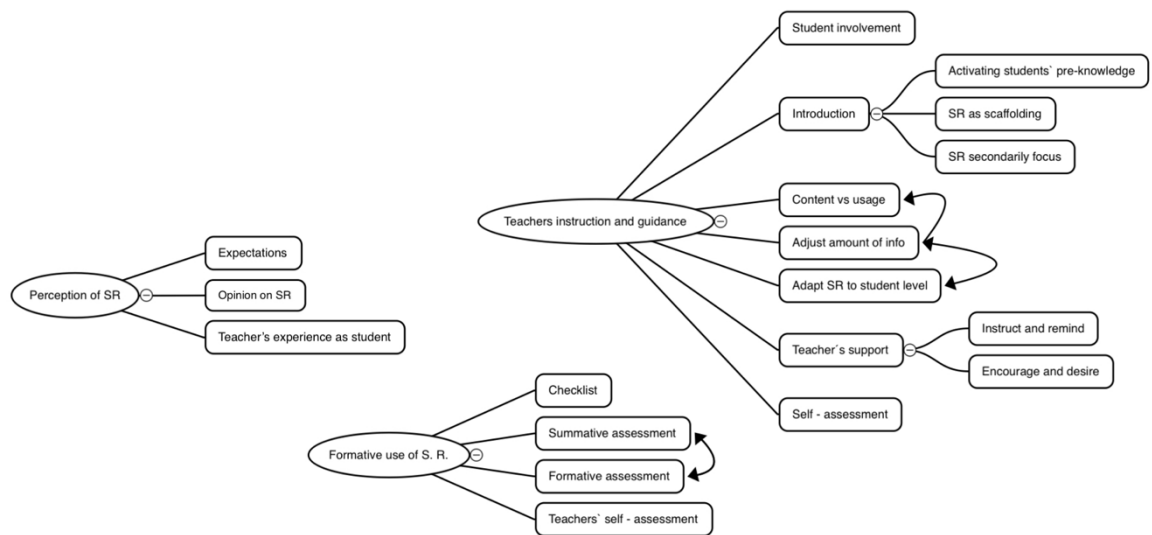 Student involvement
Activating students` pre-knowledge
Introduction
SR as scaffolding
SR secondarily focus
Content vs usage
Teachers instruction and guidance
Adjust amount of info
Adapt SR to student level
Teacher´s support
Instruct and remind
Encourage and desire
Self - assessment
Expectations
Perception of SR
Opinion on SR
Teacher’s experience as student
Checklist
Summative assessment
Formative use of S. R.
Formative assessment
Teachers` self - assessment